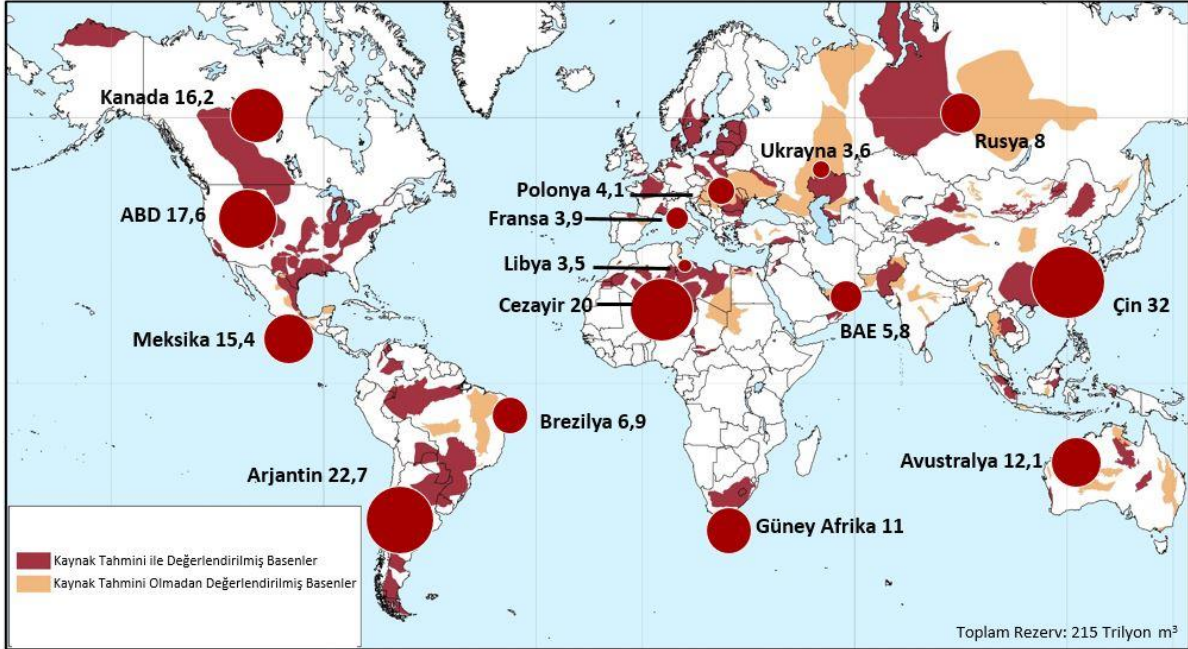 Kanada 16,2
Rusya 8
Ukrayna 3,6
Polonya 4,1
ABD 17,6
Fransa 3,9
Libya 3,5
Cezayir 20
Çin 32
BAE 5,8
Meksika 15,4
Brezilya 6,9
Avustralya 12,1
Arjantin 22,7
Güney Afrika 11
Kaynak Tahmini ile Değerlendirilmiş Basenler
Kaynak Tahmini Olmadan Değerlendirilmiş Basenler
Toplam Rezerv: 215 Trilyon m³